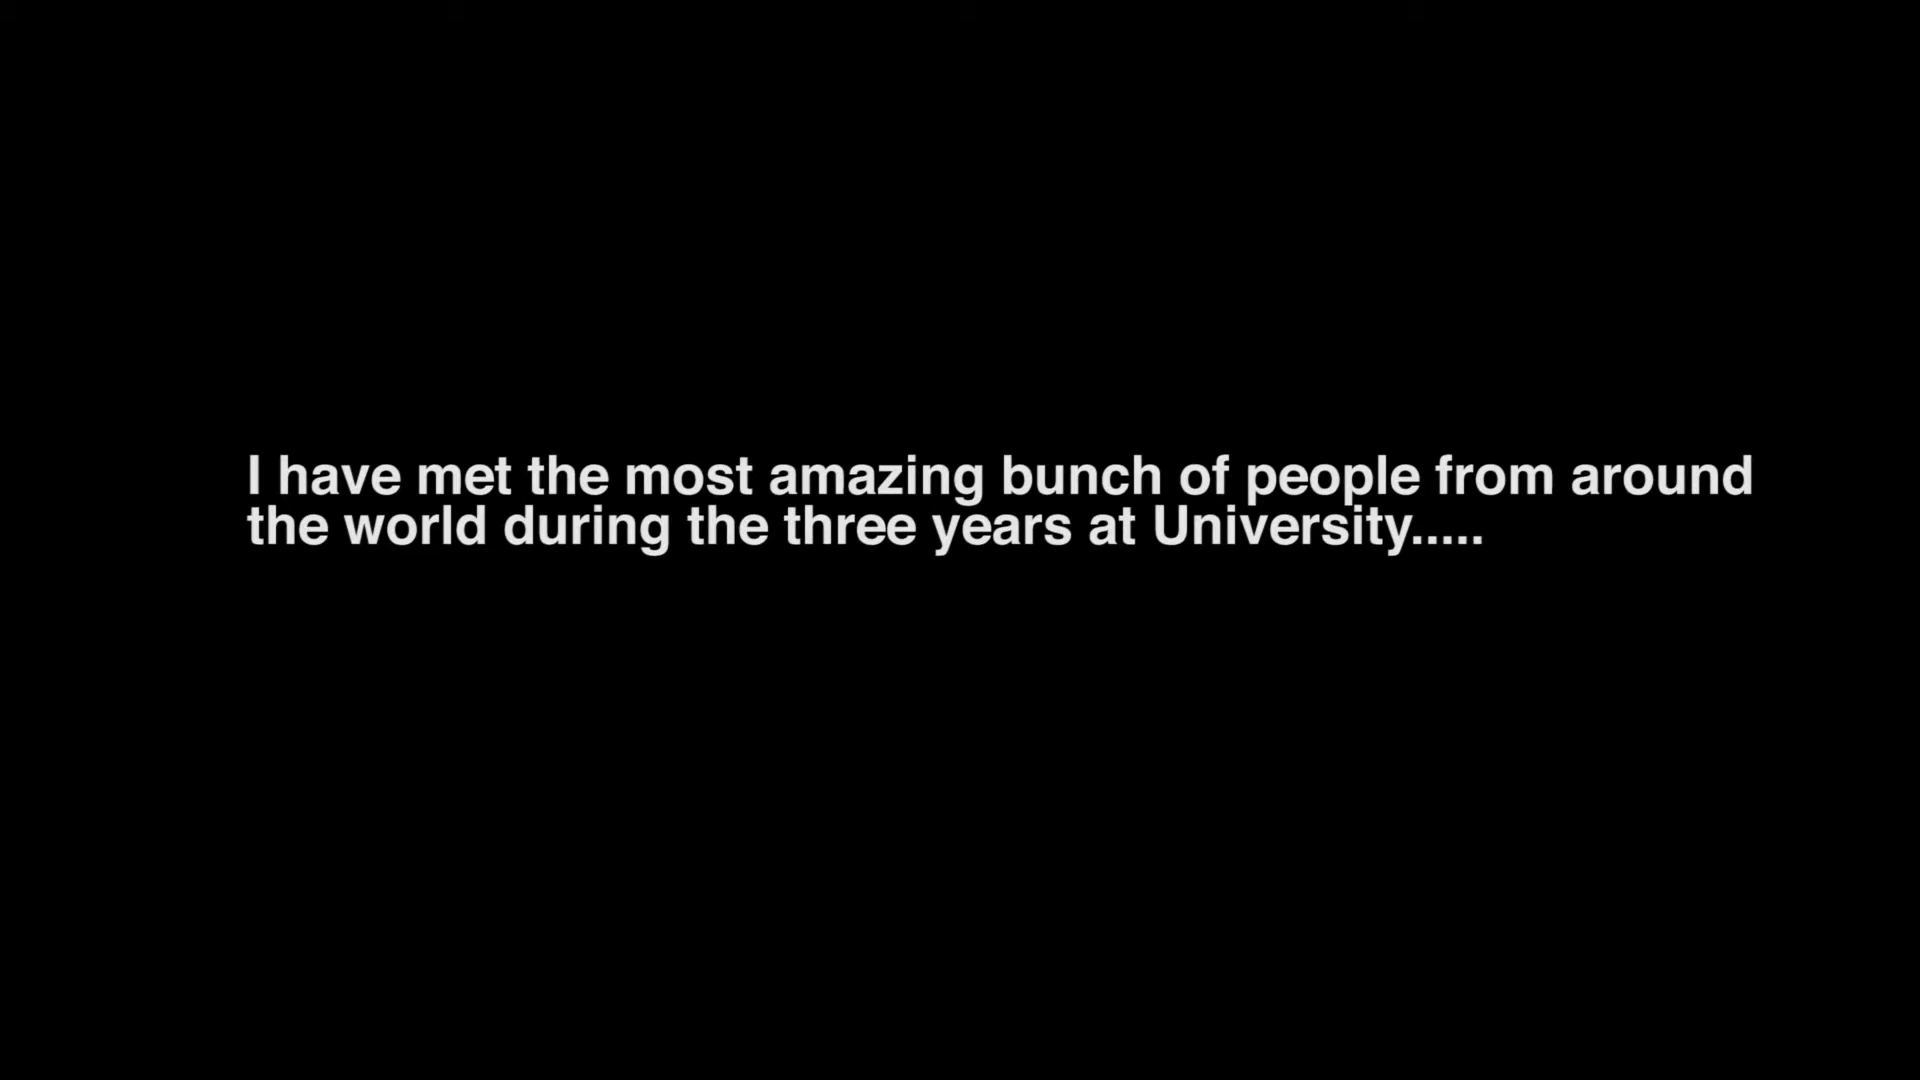 I have met the most amazing bunch of people from around
the world during the three years at University.....